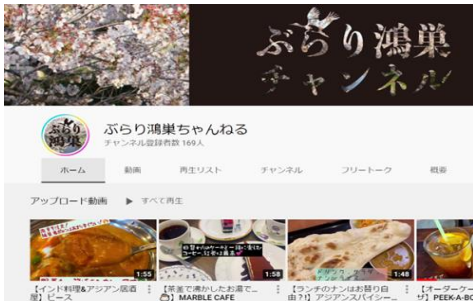 ぶらり鴻巣
チャンネル
ぶらり
鴻巣
ぶらり鴻巣ちゃんねる
チャンネル登録者数 169人
ホーム 動画 再生リスト チャンネル フリートーク 概要
アップロード動画 ▶ すべて再生
1:55
1:58
1:48
【インド料理&アジアン居酒屋】ピース
【茶釜で沸かしたお湯で… ☕】MARBLE CAFE
【ランチのナンはお替り自由?!】アジアンスパイシー…
【オーダーケー
ザ】PEEK-A-B